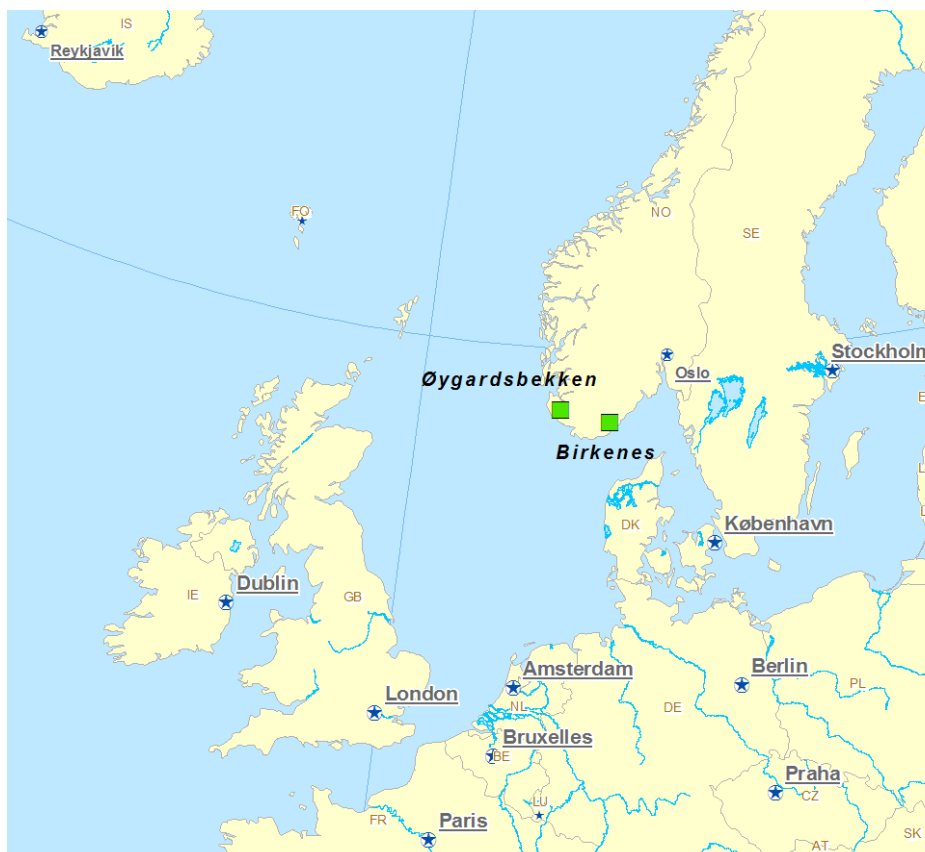 IS
Reykjavik
FO
NO
SE
Stockholm
Øygardsbekken
Oslo
Birkenes
DK
København
IE
Dublin
GB
Amsterdam
Berlin
NL
London
DE
PL
Bruxelles
BE
Praha
CZ
LU
FR
Paris
SK
AT